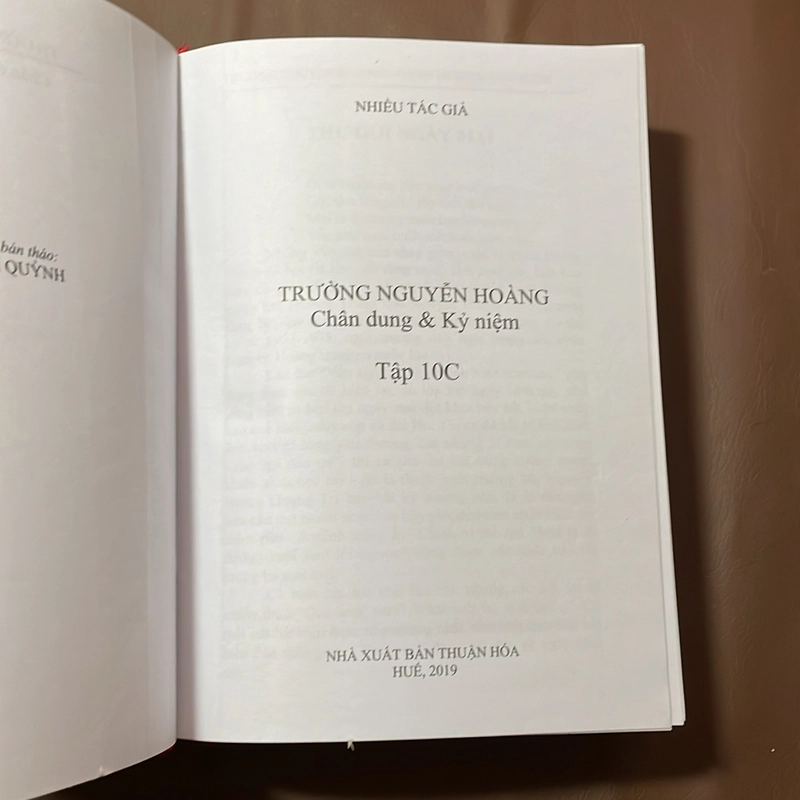 bản thảo:
QUỲNH
NHIỀU TÁC GIẢ
TRƯỜNG NGUYỄN HOÀNG
Chân dung & Kỷ niệm
Tập 10C
NHÀ XUẤT BẢN THUẬN HÓA
HUẾ, 2019